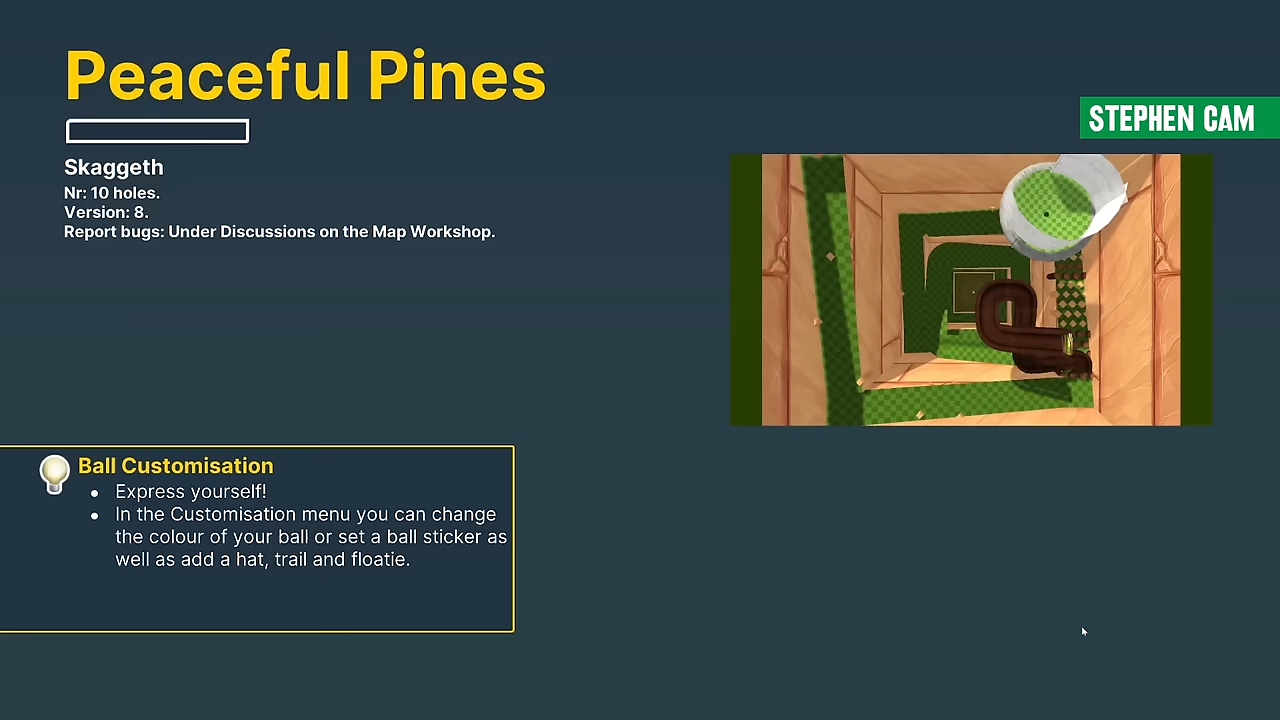 Peaceful Pines
STEPHEN CAM
Skaggeth
Nr: 10 holes.
Version: 8.
Report bugs: Under Discussions on the Map Workshop.
Ball Customisation
Express yourself!
In the Customisation menu you can change
the colour of your ball or set a ball sticker as
well as add a hat, trail and floatie.